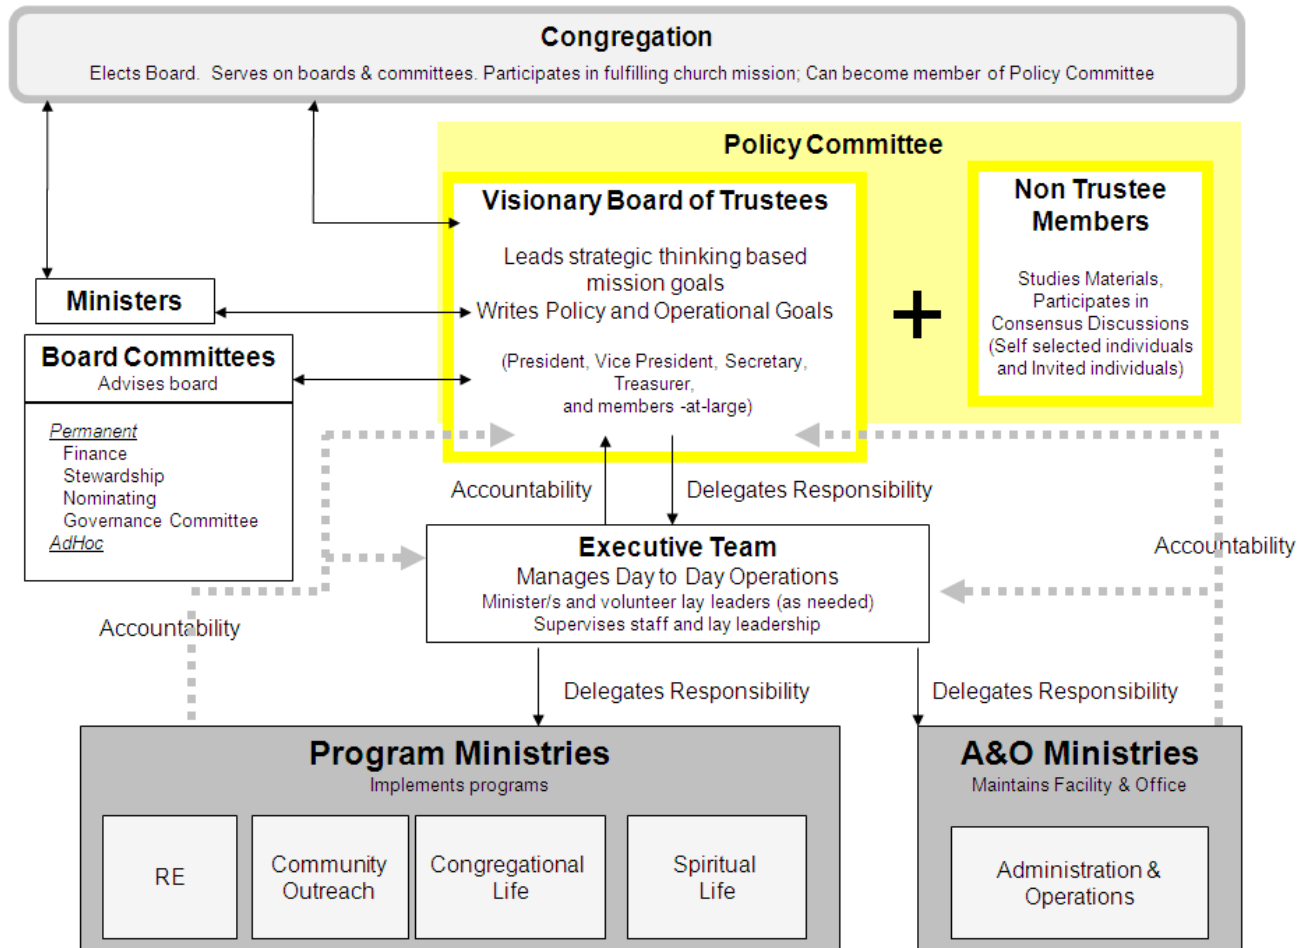 Congregation
Elects Board. Serves on boards & committees. Participates in fulfilling church mission; Can become member of Policy Committee
Policy Committee
Visionary Board of Trustees
Leads strategic thinking based
mission goals
Writes Policy and Operational Goals
(President, Vice President, Secretary,
Treasurer,
and members -at-large)
+
Non Trustee
Members
Studies Materials,
Participates in
Consensus Discussions
(Self selected individuals
and Invited individuals)
Ministers
Board Committees
Advises board
Permanent
Finance
Stewardship
Nominating
Governance Committee
AdHoc
Accountability
Delegates Responsibility
Executive Team
Manages Day to Day Operations
Minister/s and volunteer lay leaders (as needed)
Supervises staff and lay leadership
Accountability
Accountability
Delegates Responsibility
Delegates Responsibility
Program Ministries
Implements programs
RE
Community
Outreach
Congregational
Life
Spiritual
Life
A&O Ministries
Maintains Facility & Office
Administration &
Operations